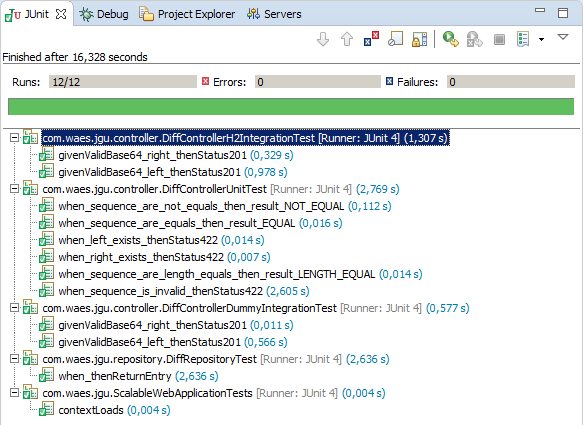 JUnit Debug Project Explorer Servers
Finished after 16,328 seconds
Runs: 12/12 Errors: 0 Failures: 0
com.waes.jgu.controller.DiffControllerH2IntegrationTest [Runner: JUnit 4] (1,307 s)
givenValidBase64_right_thenStatus201 (0,329 s)
givenValidBase64_left_thenStatus201 (0,978 s)
com.waes.jgu.controller.DiffControllerUnitTest [Runner: JUnit 4] (2,769 s)
when_sequence_are_not_equals_then_result_NOT_EQUAL (0,112 s)
when_sequence_are_equals_then_result_EQUAL (0,016 s)
when_left_exists_thenStatus422 (0,014 s)
when_right_exists_thenStatus422 (0,007 s)
when_sequence_are_length_equals_then_result_LENGTH_EQUAL (0,014 s)
when_sequence_is_invalid_thenStatus422 (2,605 s)
com.waes.jgu.controller.DiffControllerDummyIntegrationTest [Runner: JUnit 4] (0,577 s)
givenValidBase64_right_thenStatus201 (0,011 s)
givenValidBase64_left_thenStatus201 (0,566 s)
com.waes.jgu.repository.DiffRepositoryTest [Runner: JUnit 4] (2,636 s)
when_thenReturnEntry (2,636 s)
com.waes.jgu.ScalableWebApplicationTests [Runner: JUnit 4] (0,004 s)
contextLoads (0,004 s)